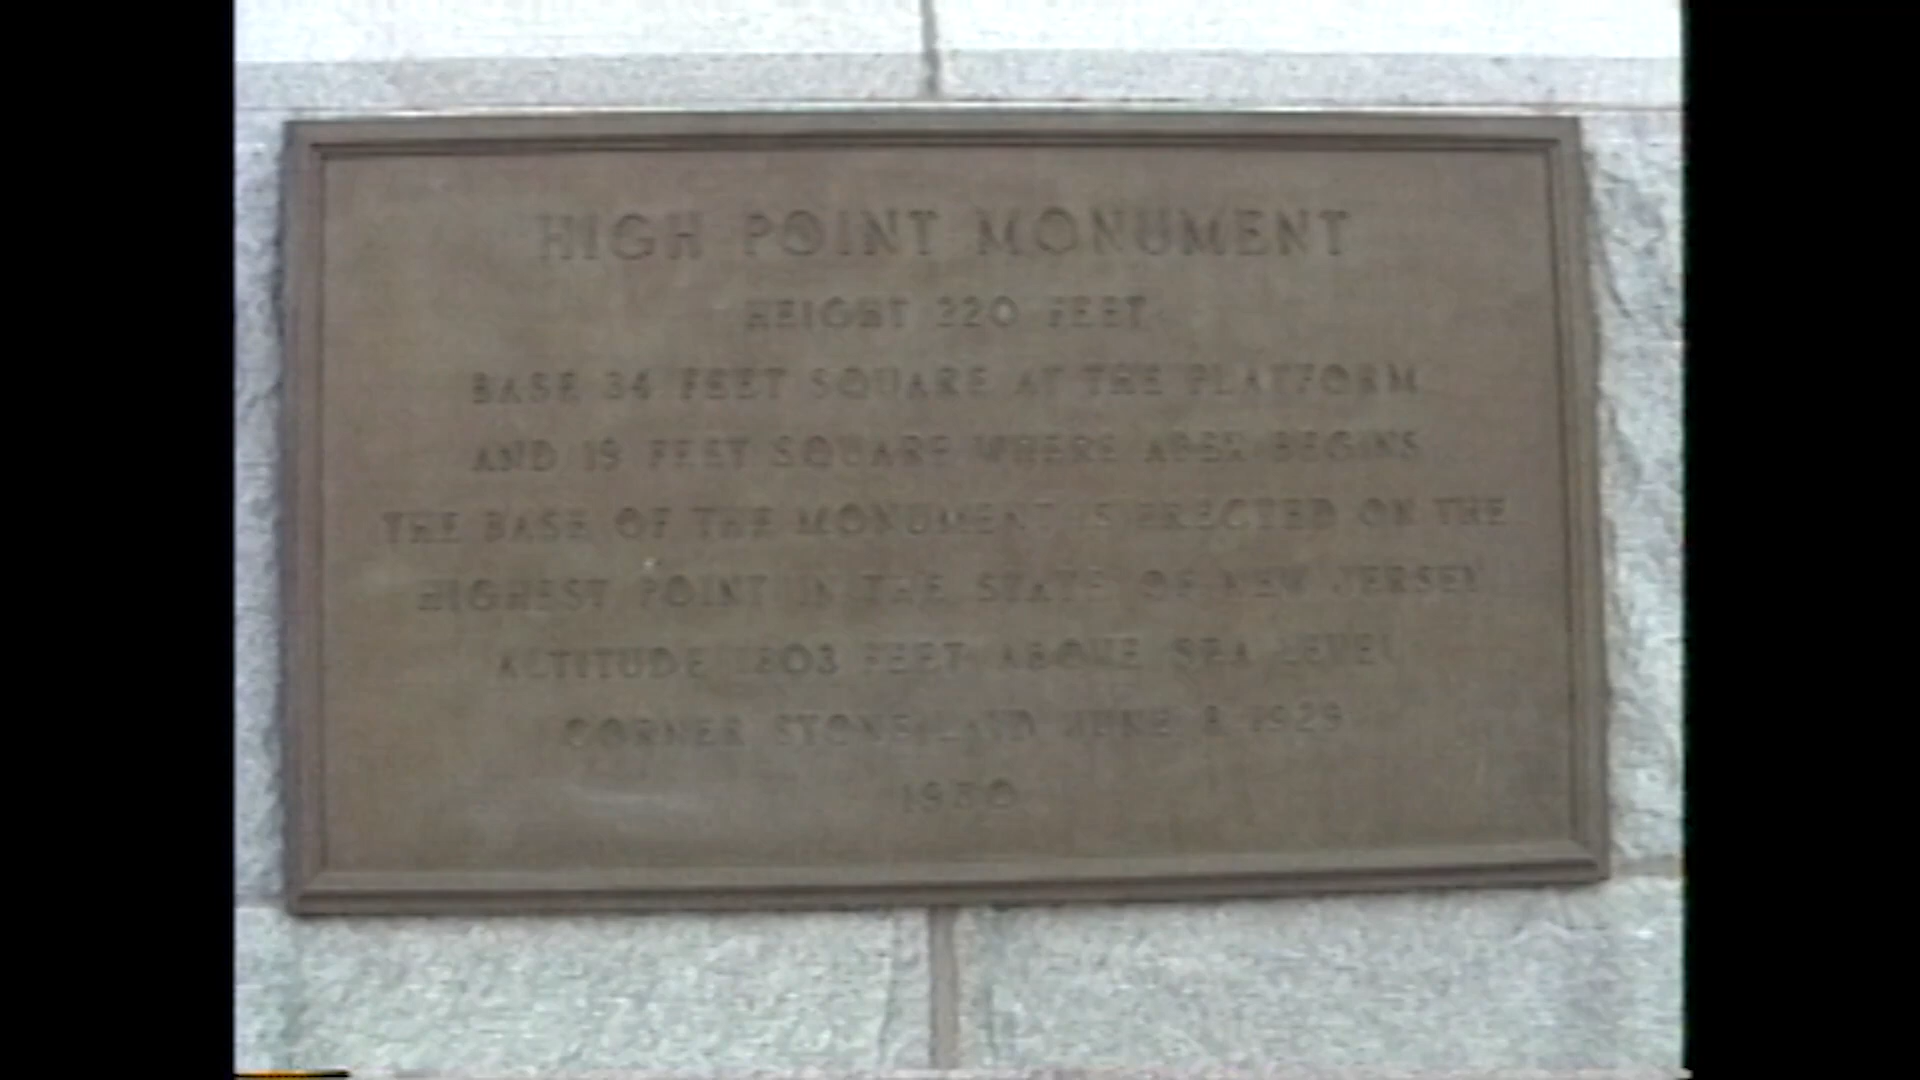 HIGH POINT MONUMENT
HEIGHT 220 FEET
BASE 34 FEET SQUARE AT THE PLATFORM
AND 19 FEET SQUARE WHERE APEX BEGINS
THE BASE OF THE MONUMENT IS ERECTED ON THE
HIGHEST POINT IN THE STATE OF NEW JERSEY
ALTITUDE 1803 FEET ABOVE SEA LEVEL
CORNER STONE LAID JUNE 8 1929
1930